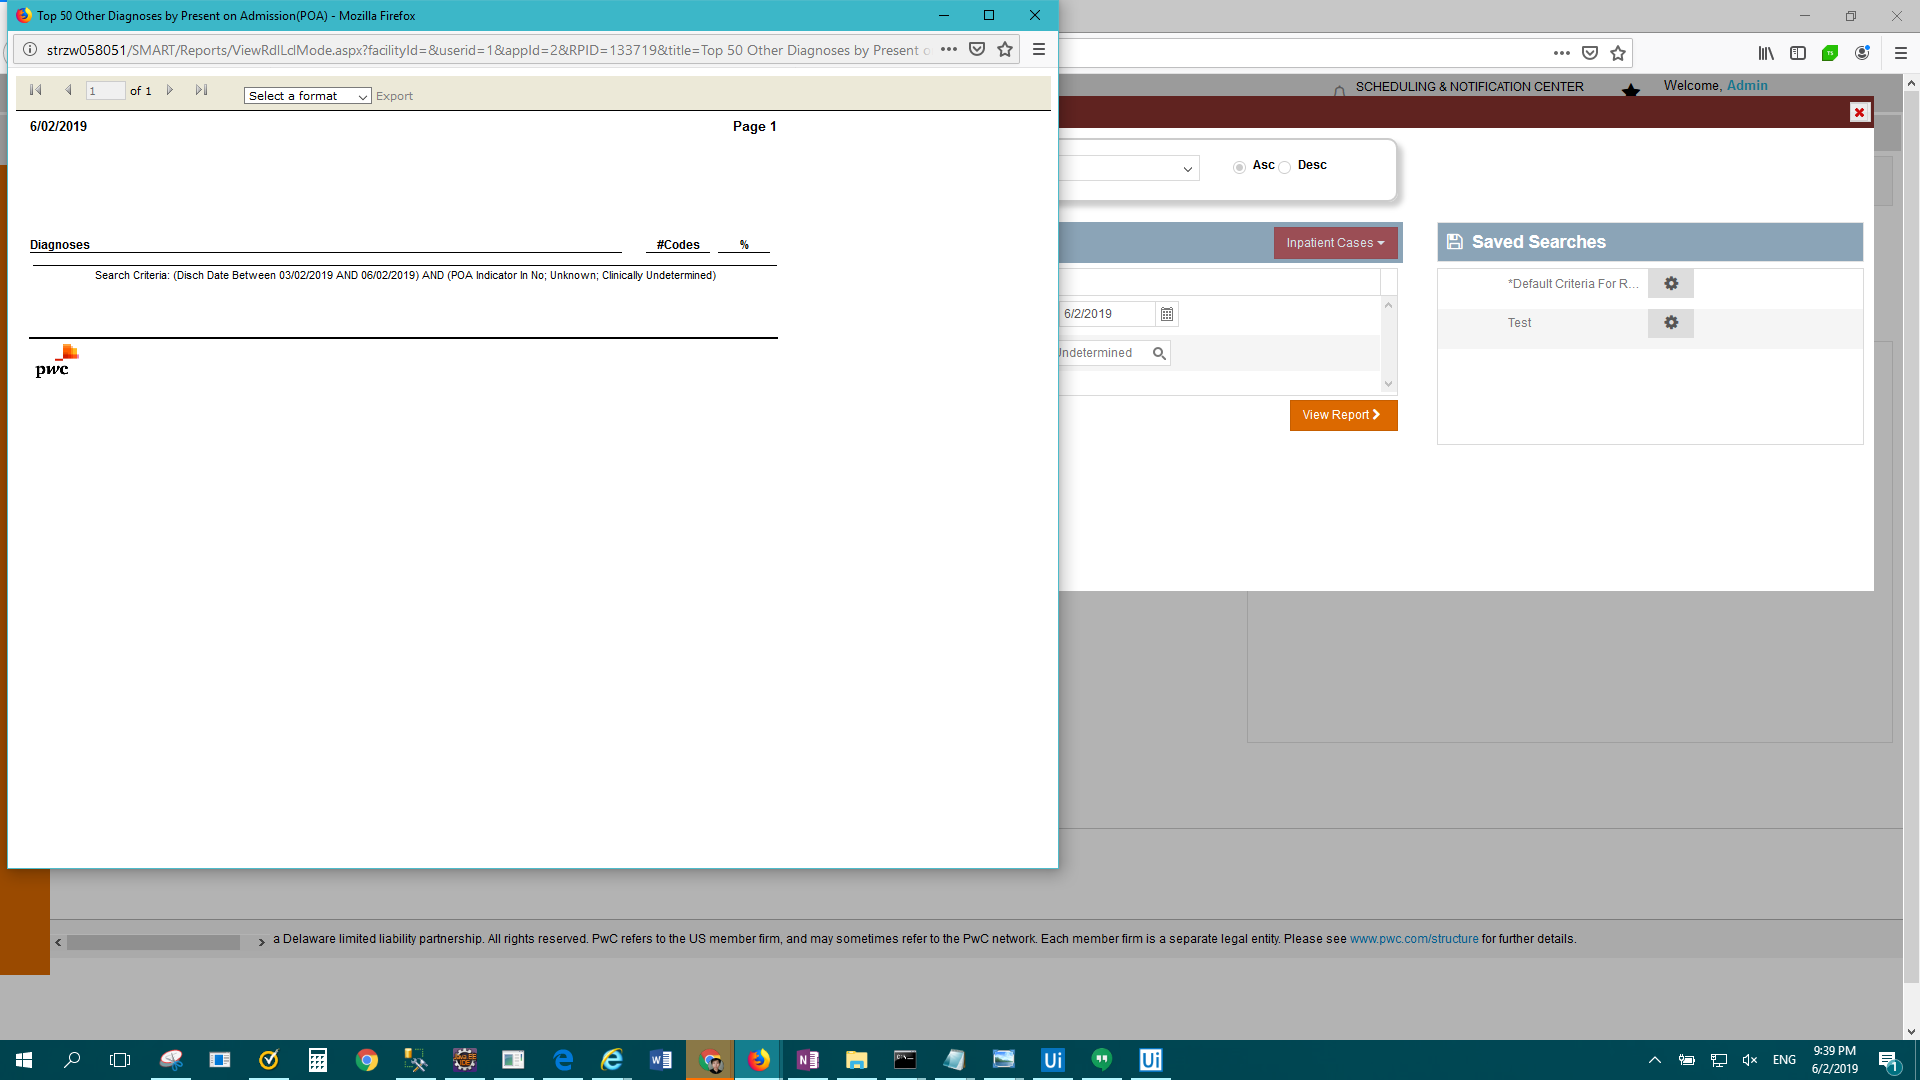 Top 50 Other Diagnoses by Present on Admission(POA) - Mozilla Firefox
strzw058051/SMART/Reports/ViewRdlLclMode.aspx?facilityId=&userid=1&appId=2&RPID=133719&title=Top 50 Other Diagnoses by Present o
1 of 1 Select a format Export
6/02/2019 Page 1
Diagnoses #Codes %
Search Criteria: (Disch Date Between 03/02/2019 AND 06/02/2019) AND (POA Indicator In No; Unknown; Clinically Undetermined)
pwc
SCHEDULING & NOTIFICATION CENTER Welcome, Admin
Asc Desc
Inpatient Cases
6/2/2019
Undetermined
View Report
Saved Searches
*Default Criteria For R...
Test
a Delaware limited liability partnership. All rights reserved. PwC refers to the US member firm, and may sometimes refer to the PwC network. Each member firm is a separate legal entity. Please see www.pwc.com/structure for further details.
ENG
9:39 PM
6/2/2019
1